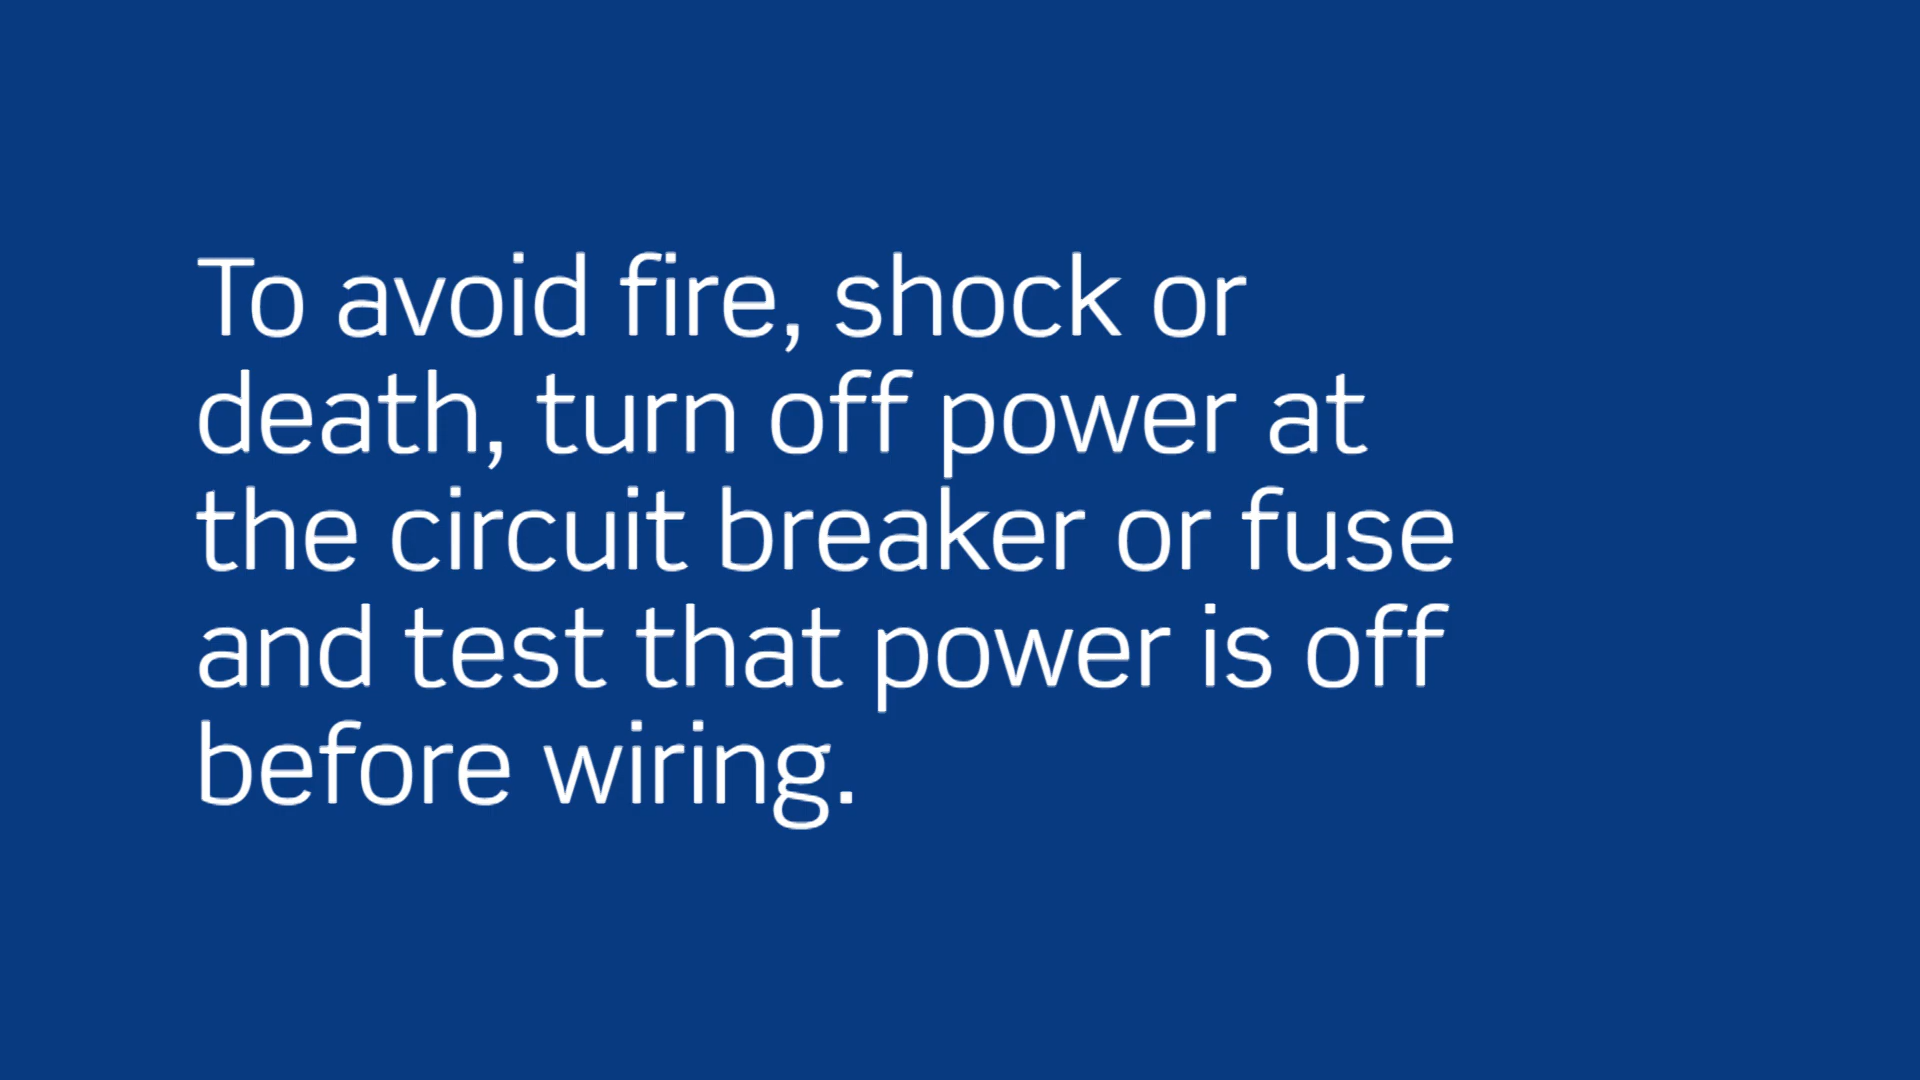 To avoid fire, shock or
death, turn off power at
the circuit breaker or fuse
and test that power is off
before wiring.